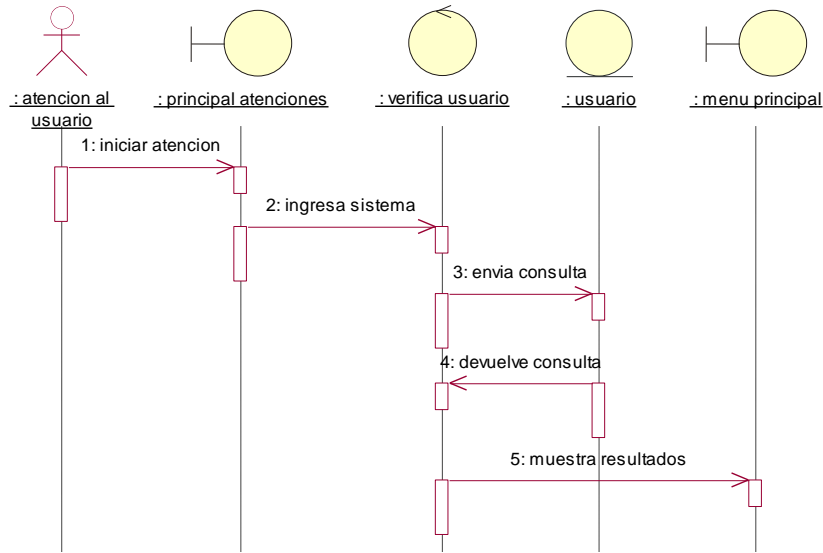 : atencion al
usuario
: principal atenciones
: verifica usuario
: usuario
: menu principal
1: iniciar atencion
2: ingresa sistema
3: envia consulta
4: devuelve consulta
5: muestra resultados